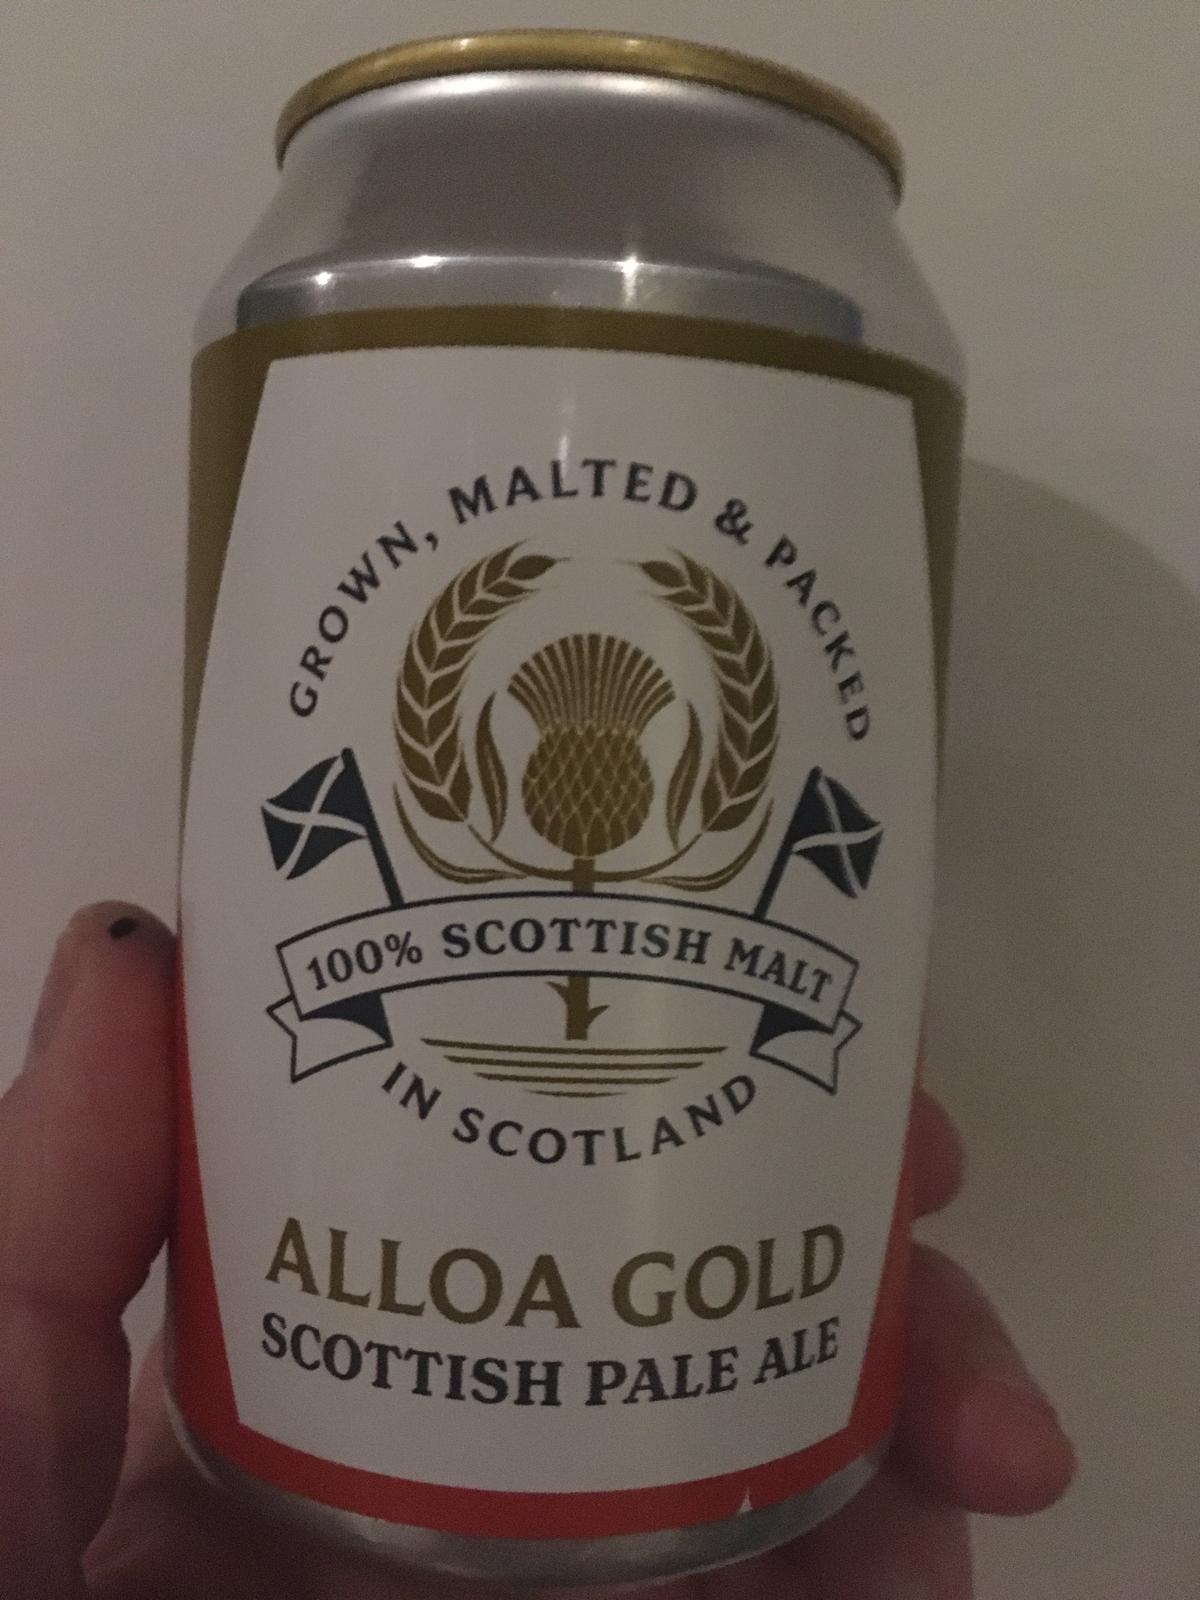 GROWN, MALTED & PACKED
100% SCOTTISH MALT
IN SCOTLAND
ALLOA GOLD
SCOTTISH PALE ALE